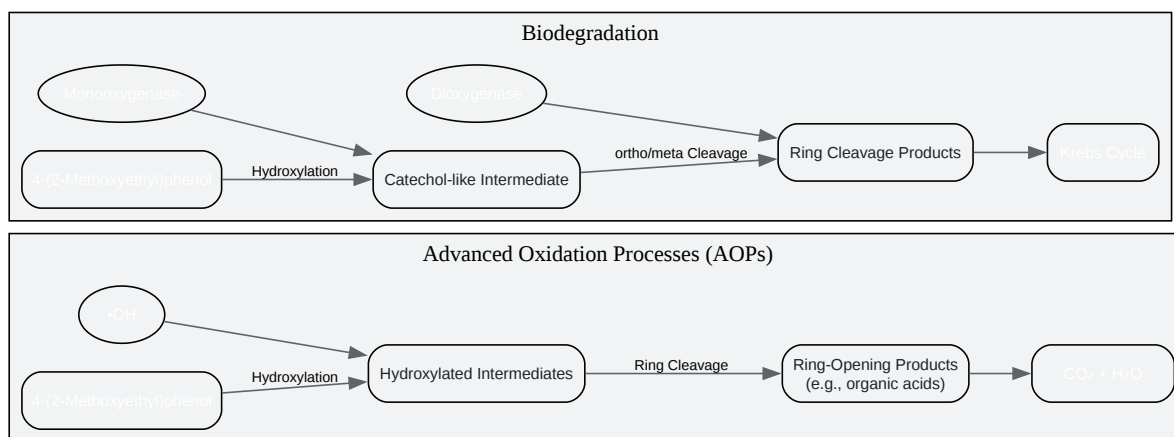 Biodegradation
Monooxygenase
Dioxygenase
4-(2-Methoxyethyl)phenol
Hydroxylation
Catechol-like Intermediate
ortho/meta Cleavage
Ring Cleavage Products
Krebs Cycle
Advanced Oxidation Processes (AOPs)
•OH
4-(2-Methoxyethyl)phenol
Hydroxylation
Hydroxylated Intermediates
Ring Cleavage
Ring-Opening Products
(e.g., organic acids)
CO₂ + H₂O